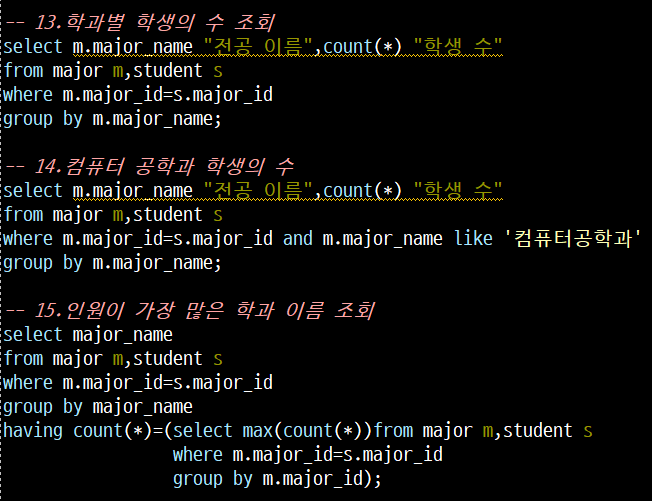 -- 13.학과별 학생의 수 조회
select m.major_name "전공 이름",count(*) "학생 수"
from major m,student s
where m.major_id=s.major_id
group by m.major_name;
-- 14.컴퓨터 공학과 학생의 수
select m.major_name "전공 이름",count(*) "학생 수"
from major m,student s
where m.major_id=s.major_id and m.major_name like '컴퓨터공학과'
group by m.major_name;
-- 15.인원이 가장 많은 학과 이름 조회
select major_name
from major m,student s
where m.major_id=s.major_id
group by major_name
having count(*)=(select max(count(*))from major m,student s
where m.major_id=s.major_id
group by m.major_id);